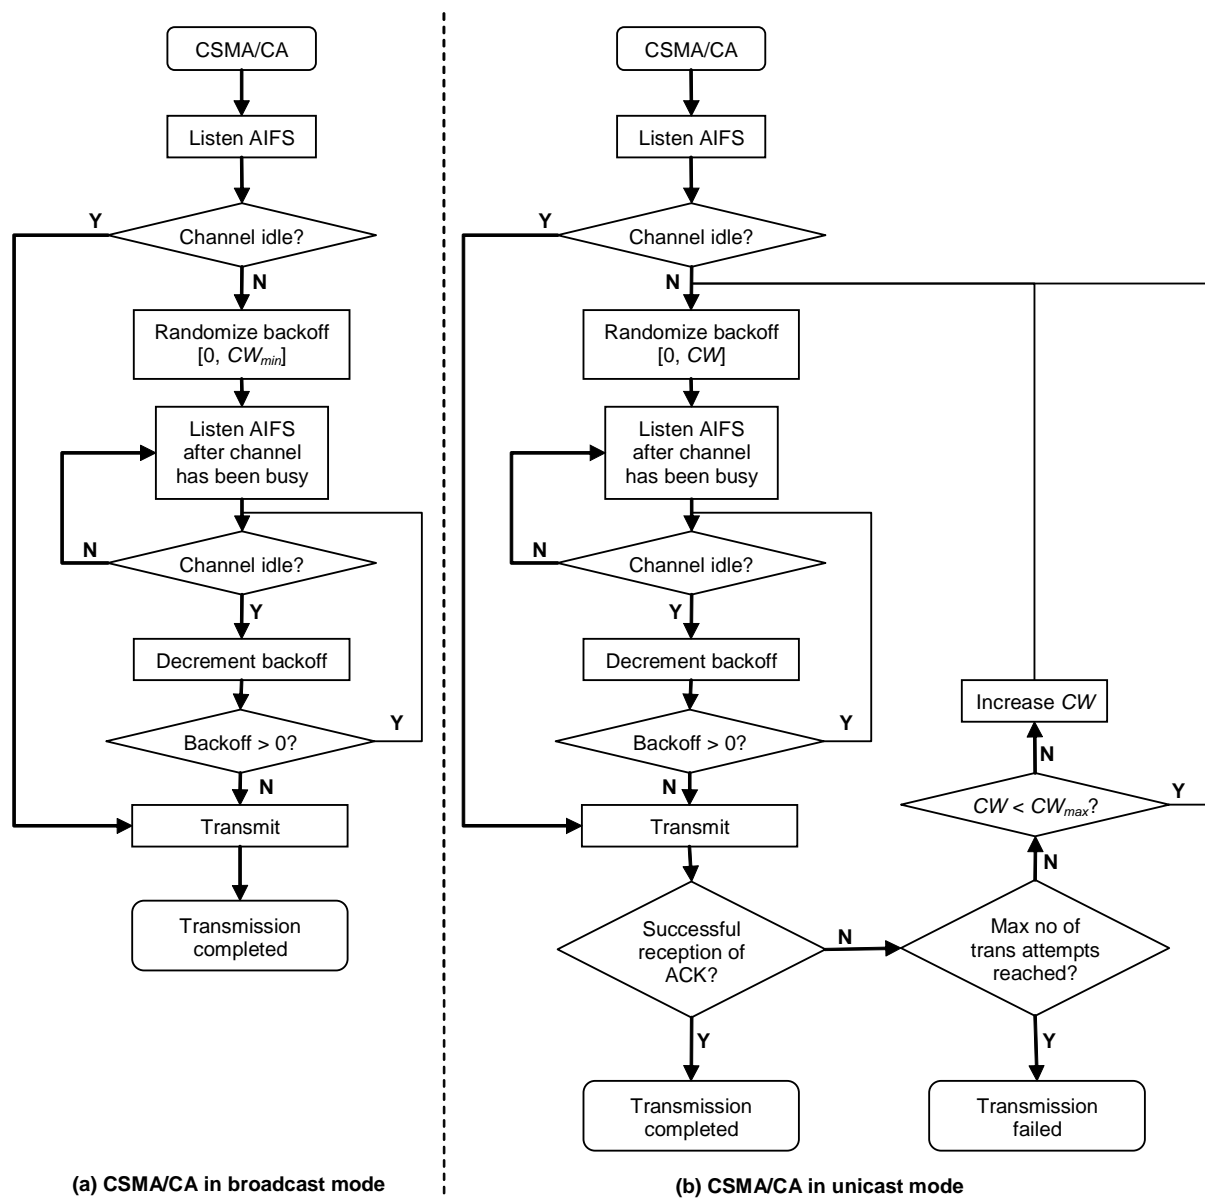 CSMA/CA
Listen AIFS
Y
Channel idle?
N
Randomize backoff
[0, CWmin]
Listen AIFS
after channel
has been busy
N
Channel idle?
Y
Decrement backoff
Y
Backoff > 0?
N
Transmit
Transmission
completed
(a) CSMA/CA in broadcast mode
CSMA/CA
Listen AIFS
Y
Channel idle?
N
Randomize backoff
[0, CW]
Listen AIFS
after channel
has been busy
N
Channel idle?
Y
Decrement backoff
Y
Backoff > 0?
N
Transmit
Successful
reception of
ACK?
N
Y
Transmission
completed
Increase CW
N
CW < CWmax?
Y
N
Max no of
trans attempts
reached?
Y
Transmission
failed
(b) CSMA/CA in unicast mode